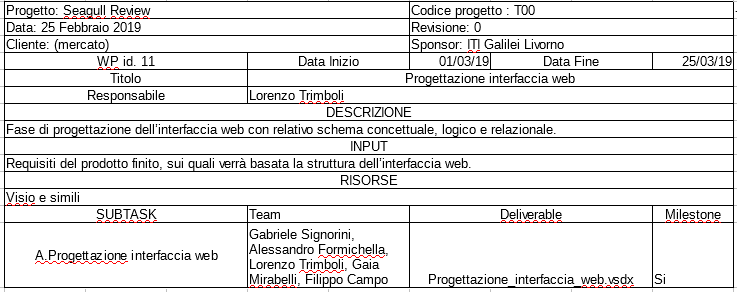 Progetto: Seagull Review Codice progetto : T00
Data: 25 Febbraio 2019 Revisione: 0
Cliente: (mercato) Sponsor: ITI Galilei Livorno
WP id. 11 Data Inizio 01/03/19 Data Fine 25/03/19
Titolo Progettazione interfaccia web
Responsabile Lorenzo Trimboli
DESCRIZIONE
Fase di progettazione dell'interfaccia web con relativo schema concettuale, logico e relazionale.
INPUT
Requisiti del prodotto finito, sui quali verrà basata la struttura dell'interfaccia web.
RISORSE
Visio e simili
SUBTASK Team Deliverable Milestone
A.Progettazione interfaccia web
Gabriele Signorini,
Alessandro Formichella,
Lorenzo Trimboli, Gaia
Mirabelli, Filippo Campo
Progettazione_interfaccia_web.vsdx
Si